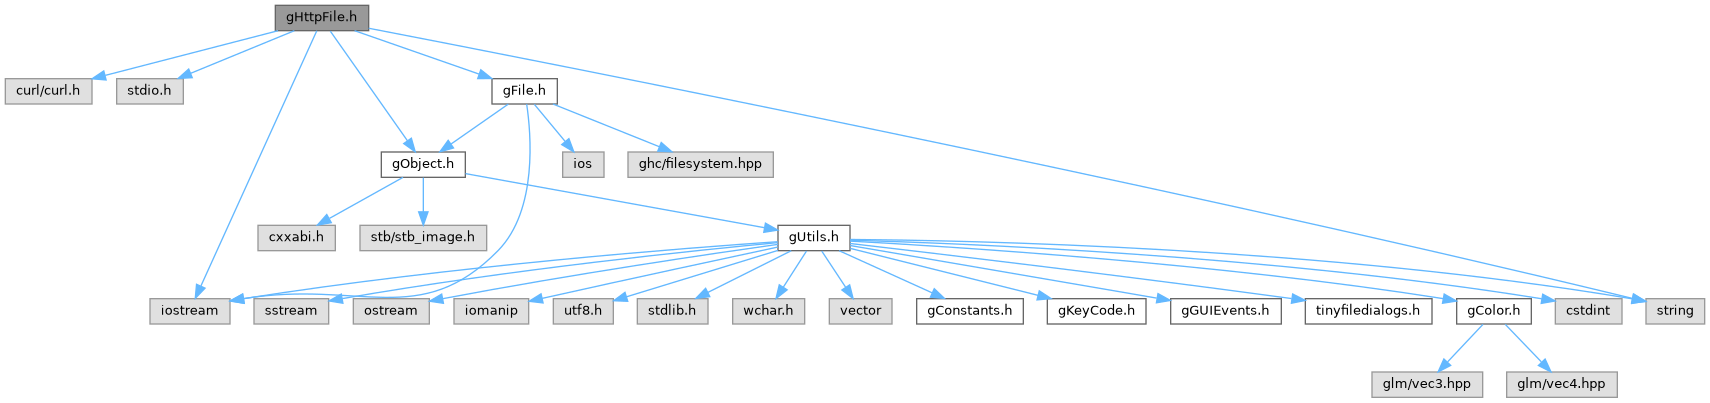 gHttpFile.h
curl/curl.h
stdio.h
gFile.h
gObject.h
ios
ghc/filesystem.hpp
cxxabi.h
stb/stb_image.h
gUtils.h
iostream
sstream
ostream
iomanip
utf8.h
stdlib.h
wchar.h
vector
gConstants.h
gKeyCode.h
gGUIEvents.h
tinyfiledialogs.h
gColor.h
cstdint
string
glm/vec3.hpp
glm/vec4.hpp